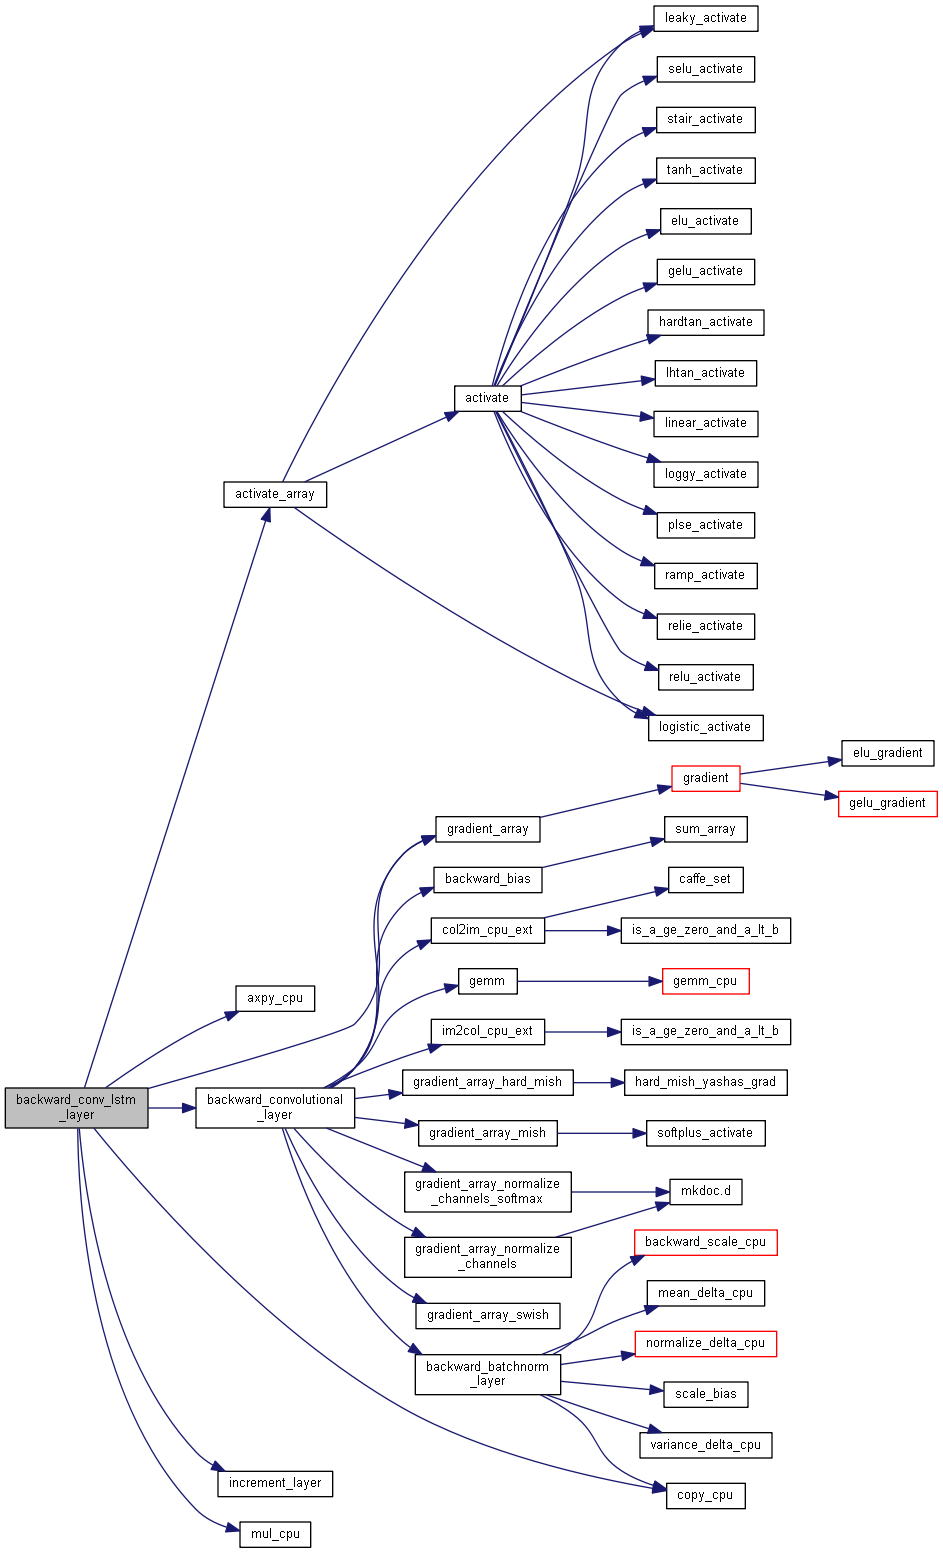 leaky_activate
selu_activate
stair_activate
tanh_activate
elu_activate
gelu_activate
hardtan_activate
lhtan_activate
activate
linear_activate
loggy_activate
activate_array
plse_activate
ramp_activate
relie_activate
relu_activate
logistic_activate
elu_gradient
gradient
gelu_gradient
gradient_array
sum_array
backward_bias
caffe_set
col2im_cpu_ext
is_a_ge_zero_and_a_lt_b
gemm
gemm_cpu
axpy_cpu
im2col_cpu_ext
is_a_ge_zero_and_a_lt_b
gradient_array_hard_mish
hard_mish_yashas_grad
backward_conv_lstm
_layer
backward_convolutional
_layer
gradient_array_mish
softplus_activate
gradient_array_normalize
_channels_softmax
mkdoc.d
gradient_array_normalize
_channels
backward_scale_cpu
mean_delta_cpu
gradient_array_swish
normalize_delta_cpu
backward_batchnorm
_layer
scale_bias
variance_delta_cpu
increment_layer
copy_cpu
mul_cpu